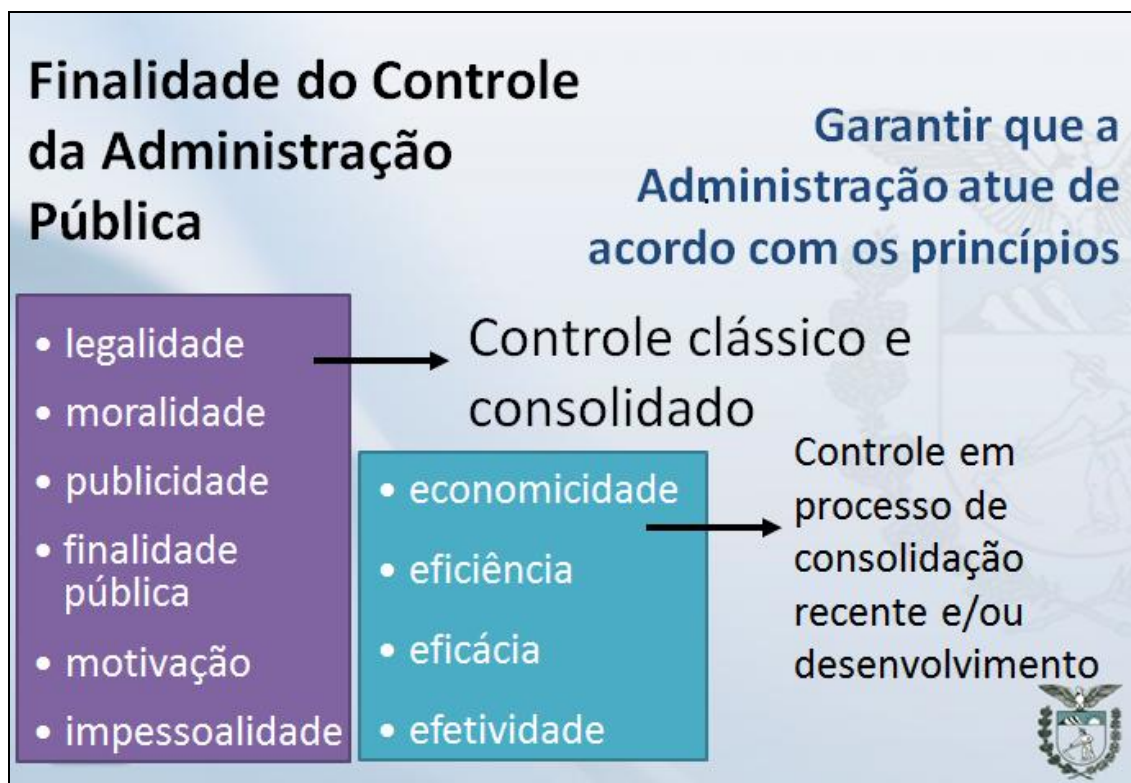 Finalidade do Controle
da Administração
Pública
Garantir que a
Administração atue de
acordo com os princípios
• legalidade
• moralidade
• publicidade
• finalidade
pública
• motivação
• impessoalidade
Controle clássico e
consolidado
• economicidade
• eficiência
• eficácia
• efetividade
Controle em
processo de
consolidação
recente e/ou
desenvolvimento